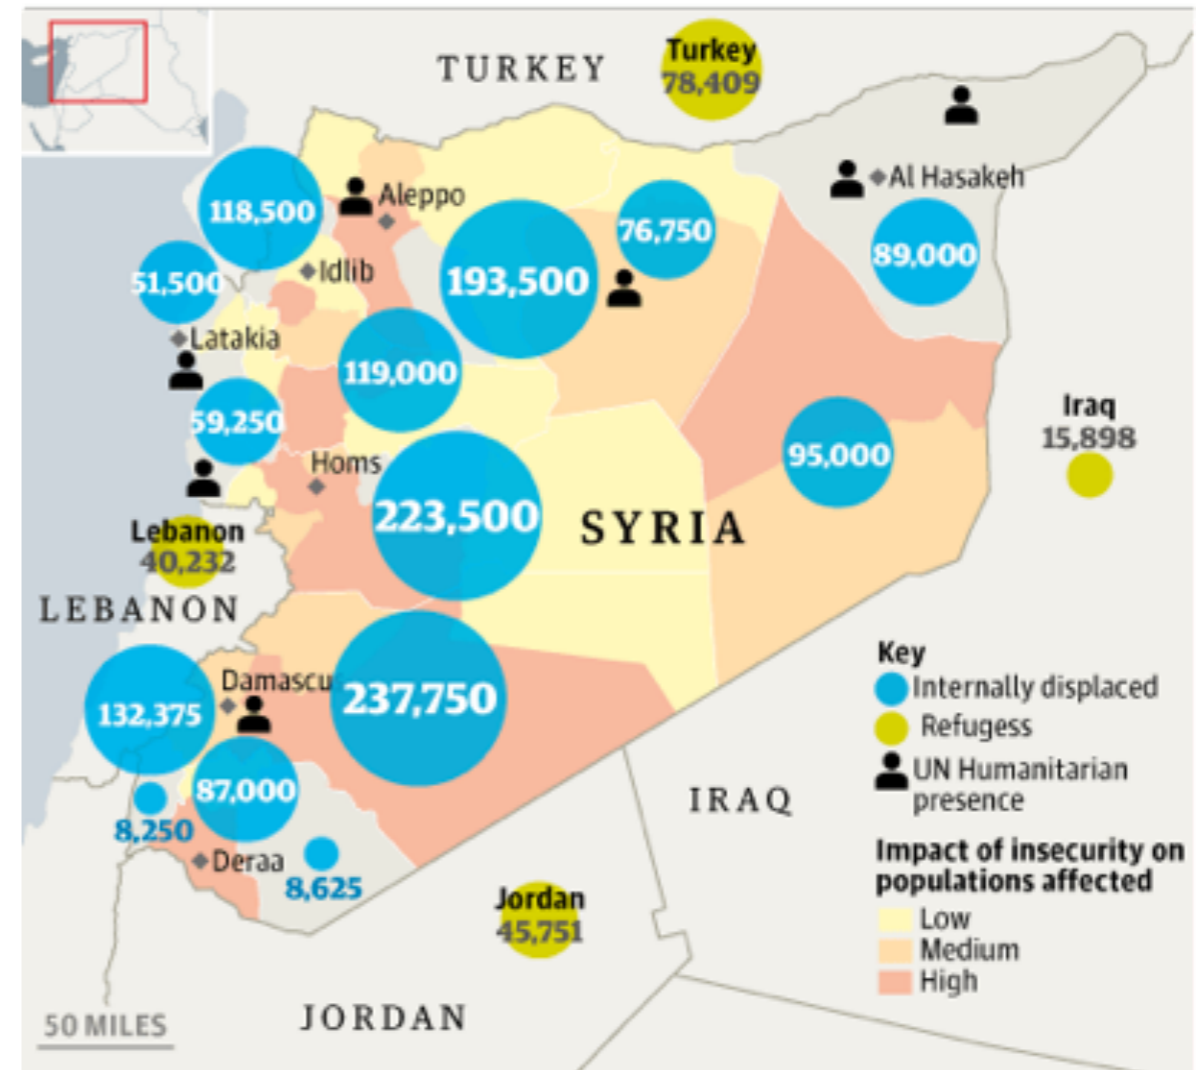 TURKEY
Turkey
78,409
Al Hasakeh
118,500
Aleppo
76,750
89,000
51,500
Idlib
193,500
Latakia
119,000
59,250
Iraq
15,898
Homs
95,000
223,500
SYRIA
Lebanon
40,232
LEBANON
Damascu
132,375
237,750
87,000
8,250
Deraa
8,625
IRAQ
Jordan
45,751
JORDAN
50 MILES
Key
Internally displaced
Refugess
UN Humanitarian
presence
Impact of insecurity on
populations affected
Low
Medium
High